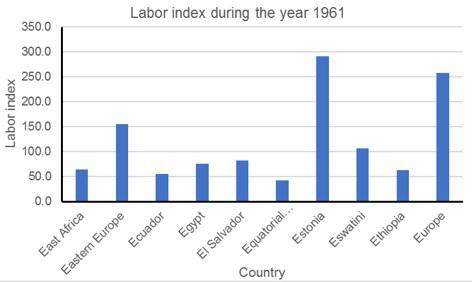 Labor index during the year 1961
Labor index
350.0
300.0
250.0
200.0
150.0
100.0
50.0
0.0
East Africa
Eastern Europe
Ecuador
Egypt
El Salvador
Equatorial...
Estonia
Eswatini
Ethiopia
Europe
Country